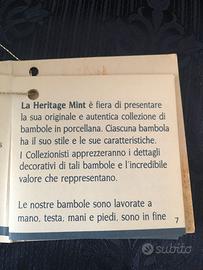 La Heritage Mint è fiera di presentare
la sua originale e autentica collezione di
bambole in porcellana. Ciascuna bambola
ha il suo stile e le sue caratteristiche.
I Collezionisti apprezzeranno i dettagli
decorativi di tali bambole e l'incredibile
valore che reppresentano.
Le nostre bambole sono lavorate a
mano, testa, mani e piedi, sono in fine
7
subito